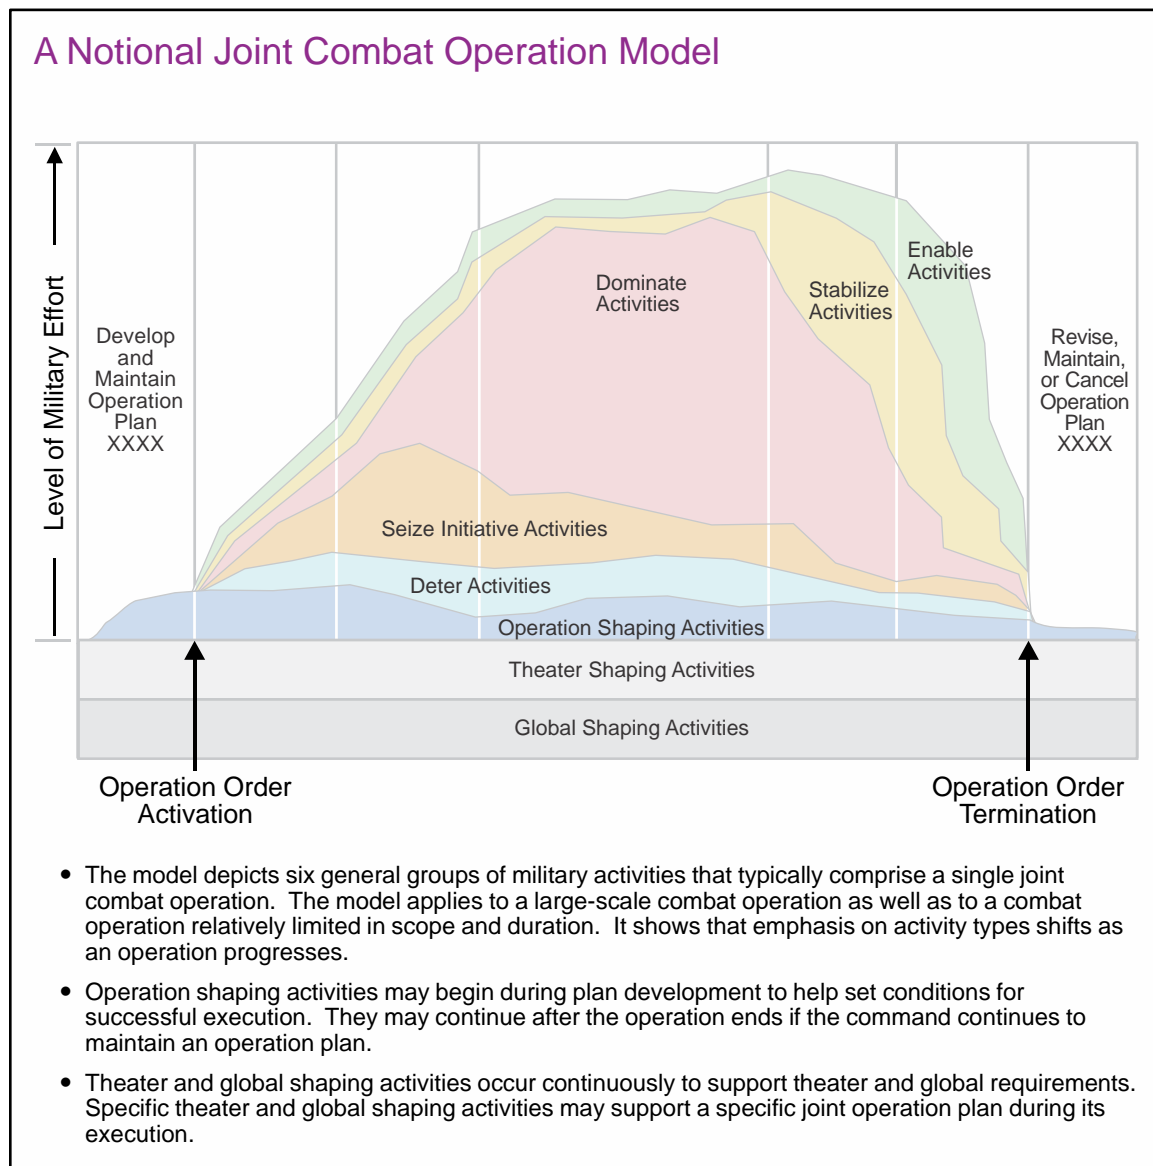 A Notional Joint Combat Operation Model
Level of Military Effort
Develop
and
Maintain
Operation
Plan
XXXX
Dominate
Activities
Stabilize
Activities
Enable
Activities
Revise,
Maintain,
or Cancel
Operation
Plan
XXXX
Seize Initiative Activities
Deter Activities
Operation Shaping Activities
Theater Shaping Activities
Global Shaping Activities
Operation Order
Activation
Operation Order
Termination
• The model depicts six general groups of military activities that typically comprise a single joint
combat operation.  The model applies to a large-scale combat operation as well as to a combat
operation relatively limited in scope and duration.  It shows that emphasis on activity types shifts as
an operation progresses.
• Operation shaping activities may begin during plan development to help set conditions for
successful execution.  They may continue after the operation ends if the command continues to
maintain an operation plan.
• Theater and global shaping activities occur continuously to support theater and global requirements.
Specific theater and global shaping activities may support a specific joint operation plan during its
execution.